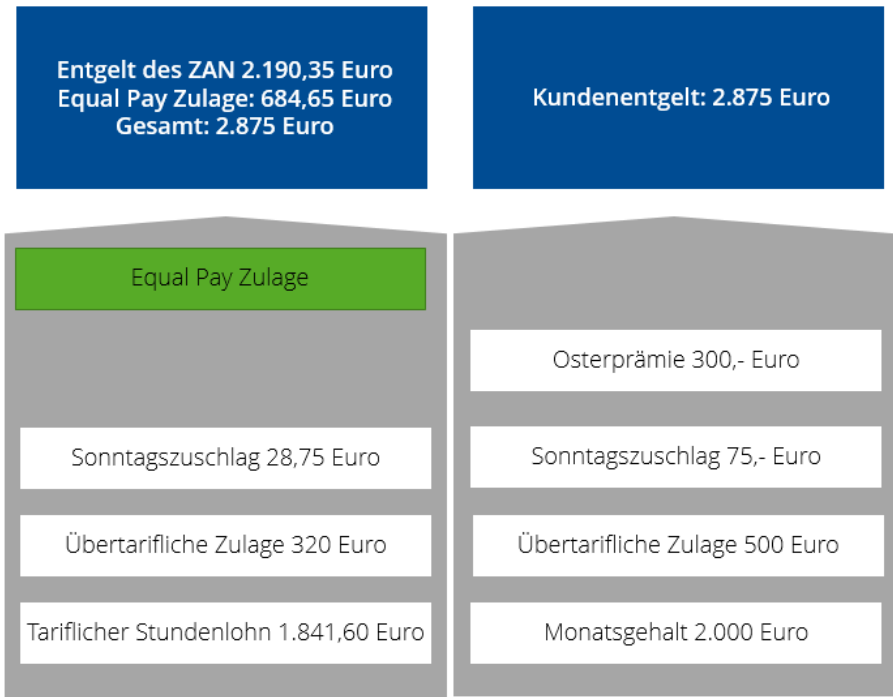 Entgelt des ZAN 2.190,35 Euro
Equal Pay Zulage: 684,65 Euro
Gesamt: 2.875 Euro
Kundenentgelt: 2.875 Euro
Equal Pay Zulage
Osterprämie 300,- Euro
Sonntagszuschlag 28,75 Euro
Sonntagszuschlag 75,- Euro
Übertarifliche Zulage 320 Euro
Übertarifliche Zulage 500 Euro
Tariflicher Stundenlohn 1.841,60 Euro
Monatsgehalt 2.000 Euro